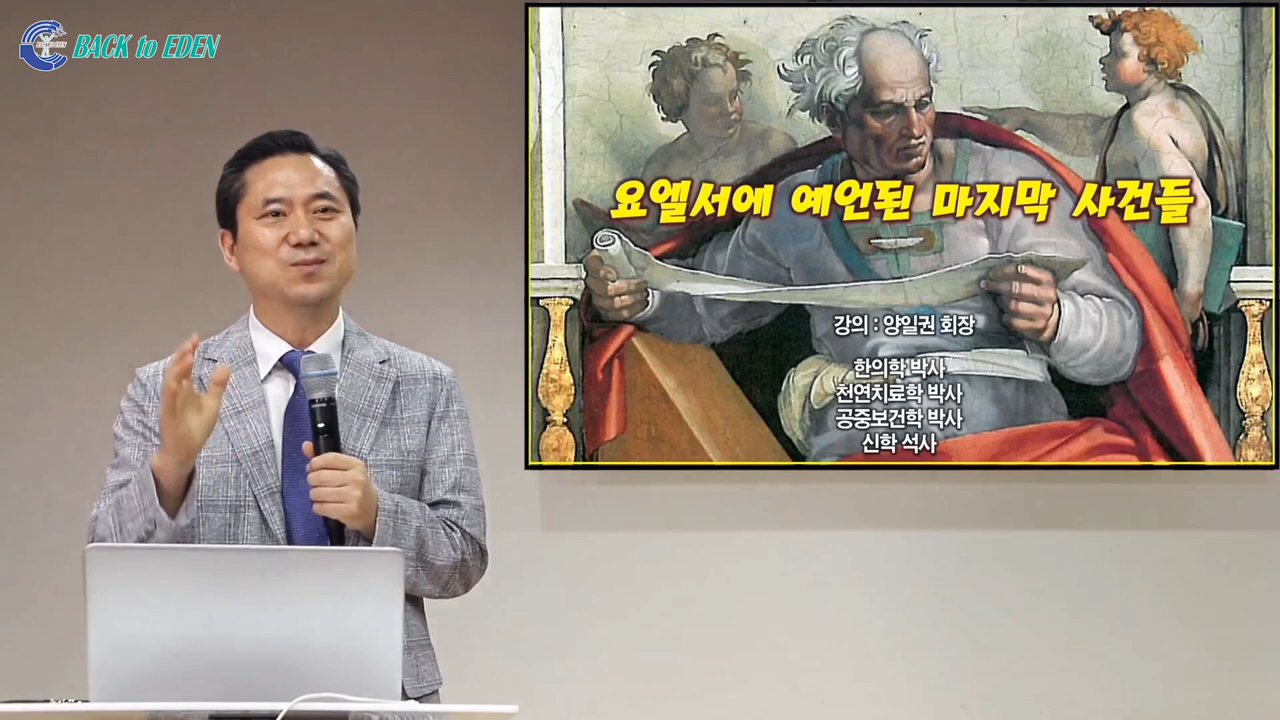 BACK to EDEN
요엘서에 예언된 마지막 사건들
강의 : 양일권 회장
한의학 박사
천연치료학 박사
공중보건학 박사
신학 석사